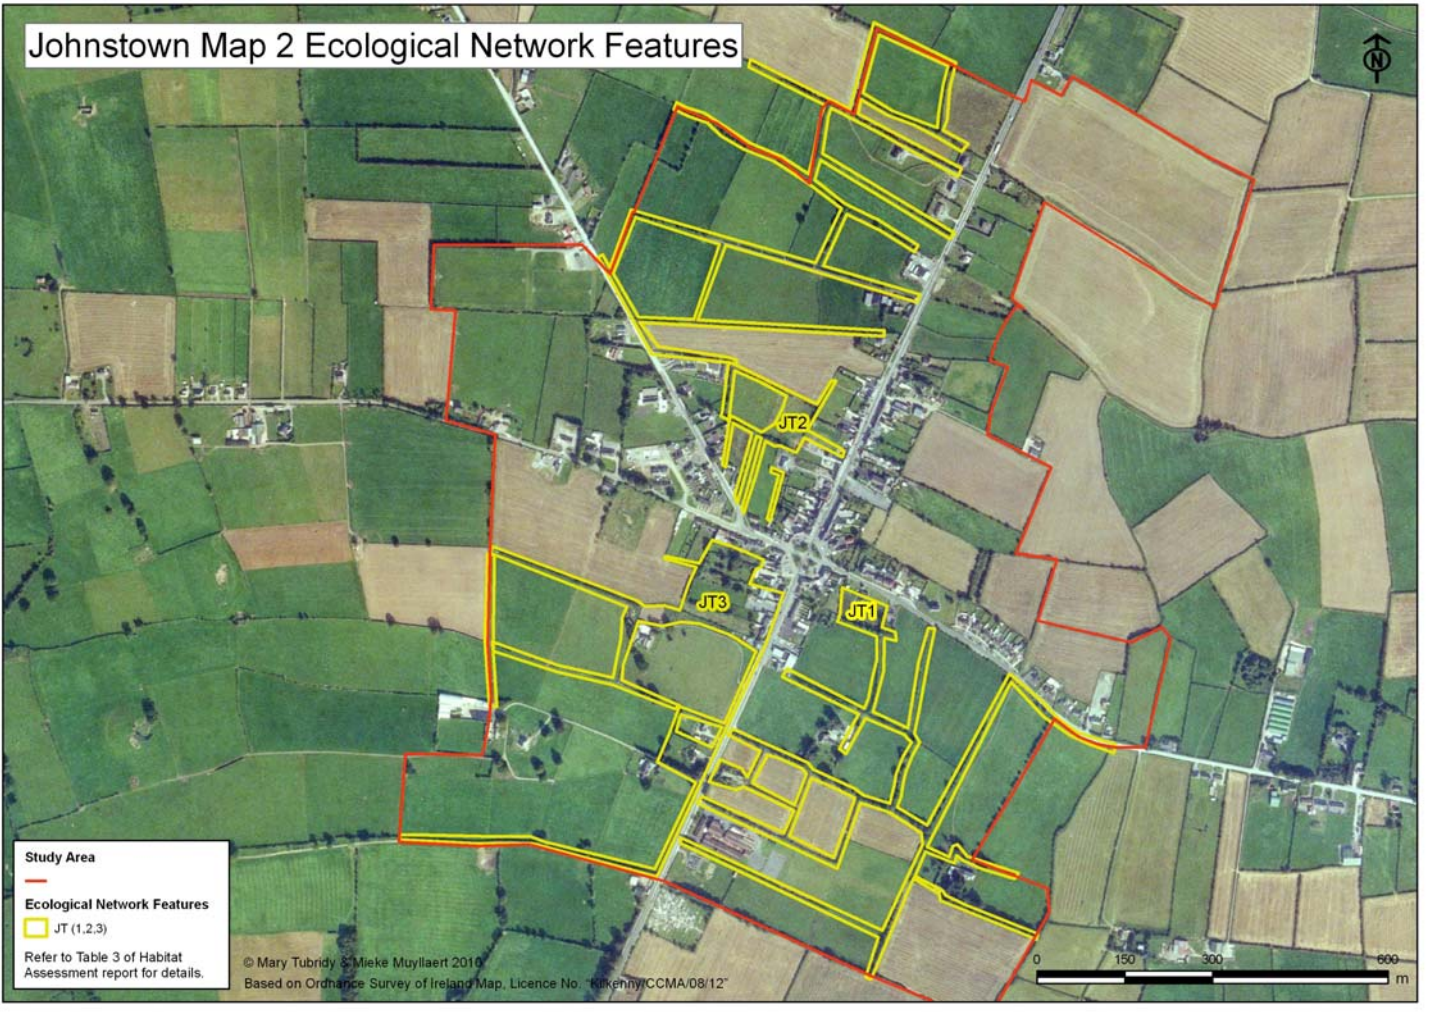 Johnstown Map 2 Ecological Network Features
N
JT2
JT3
JT1
Study Area
Ecological Network Features
JT (1,2,3)
Refer to Table 3 of Habitat
Assessment report for details.
© Mary Tubridy & Mieke Muyllaert 2010
Based on Ordnance Survey of Ireland Map, Licence No. "Kilkenny/CCMA/08/12"
0 150 300 600
m